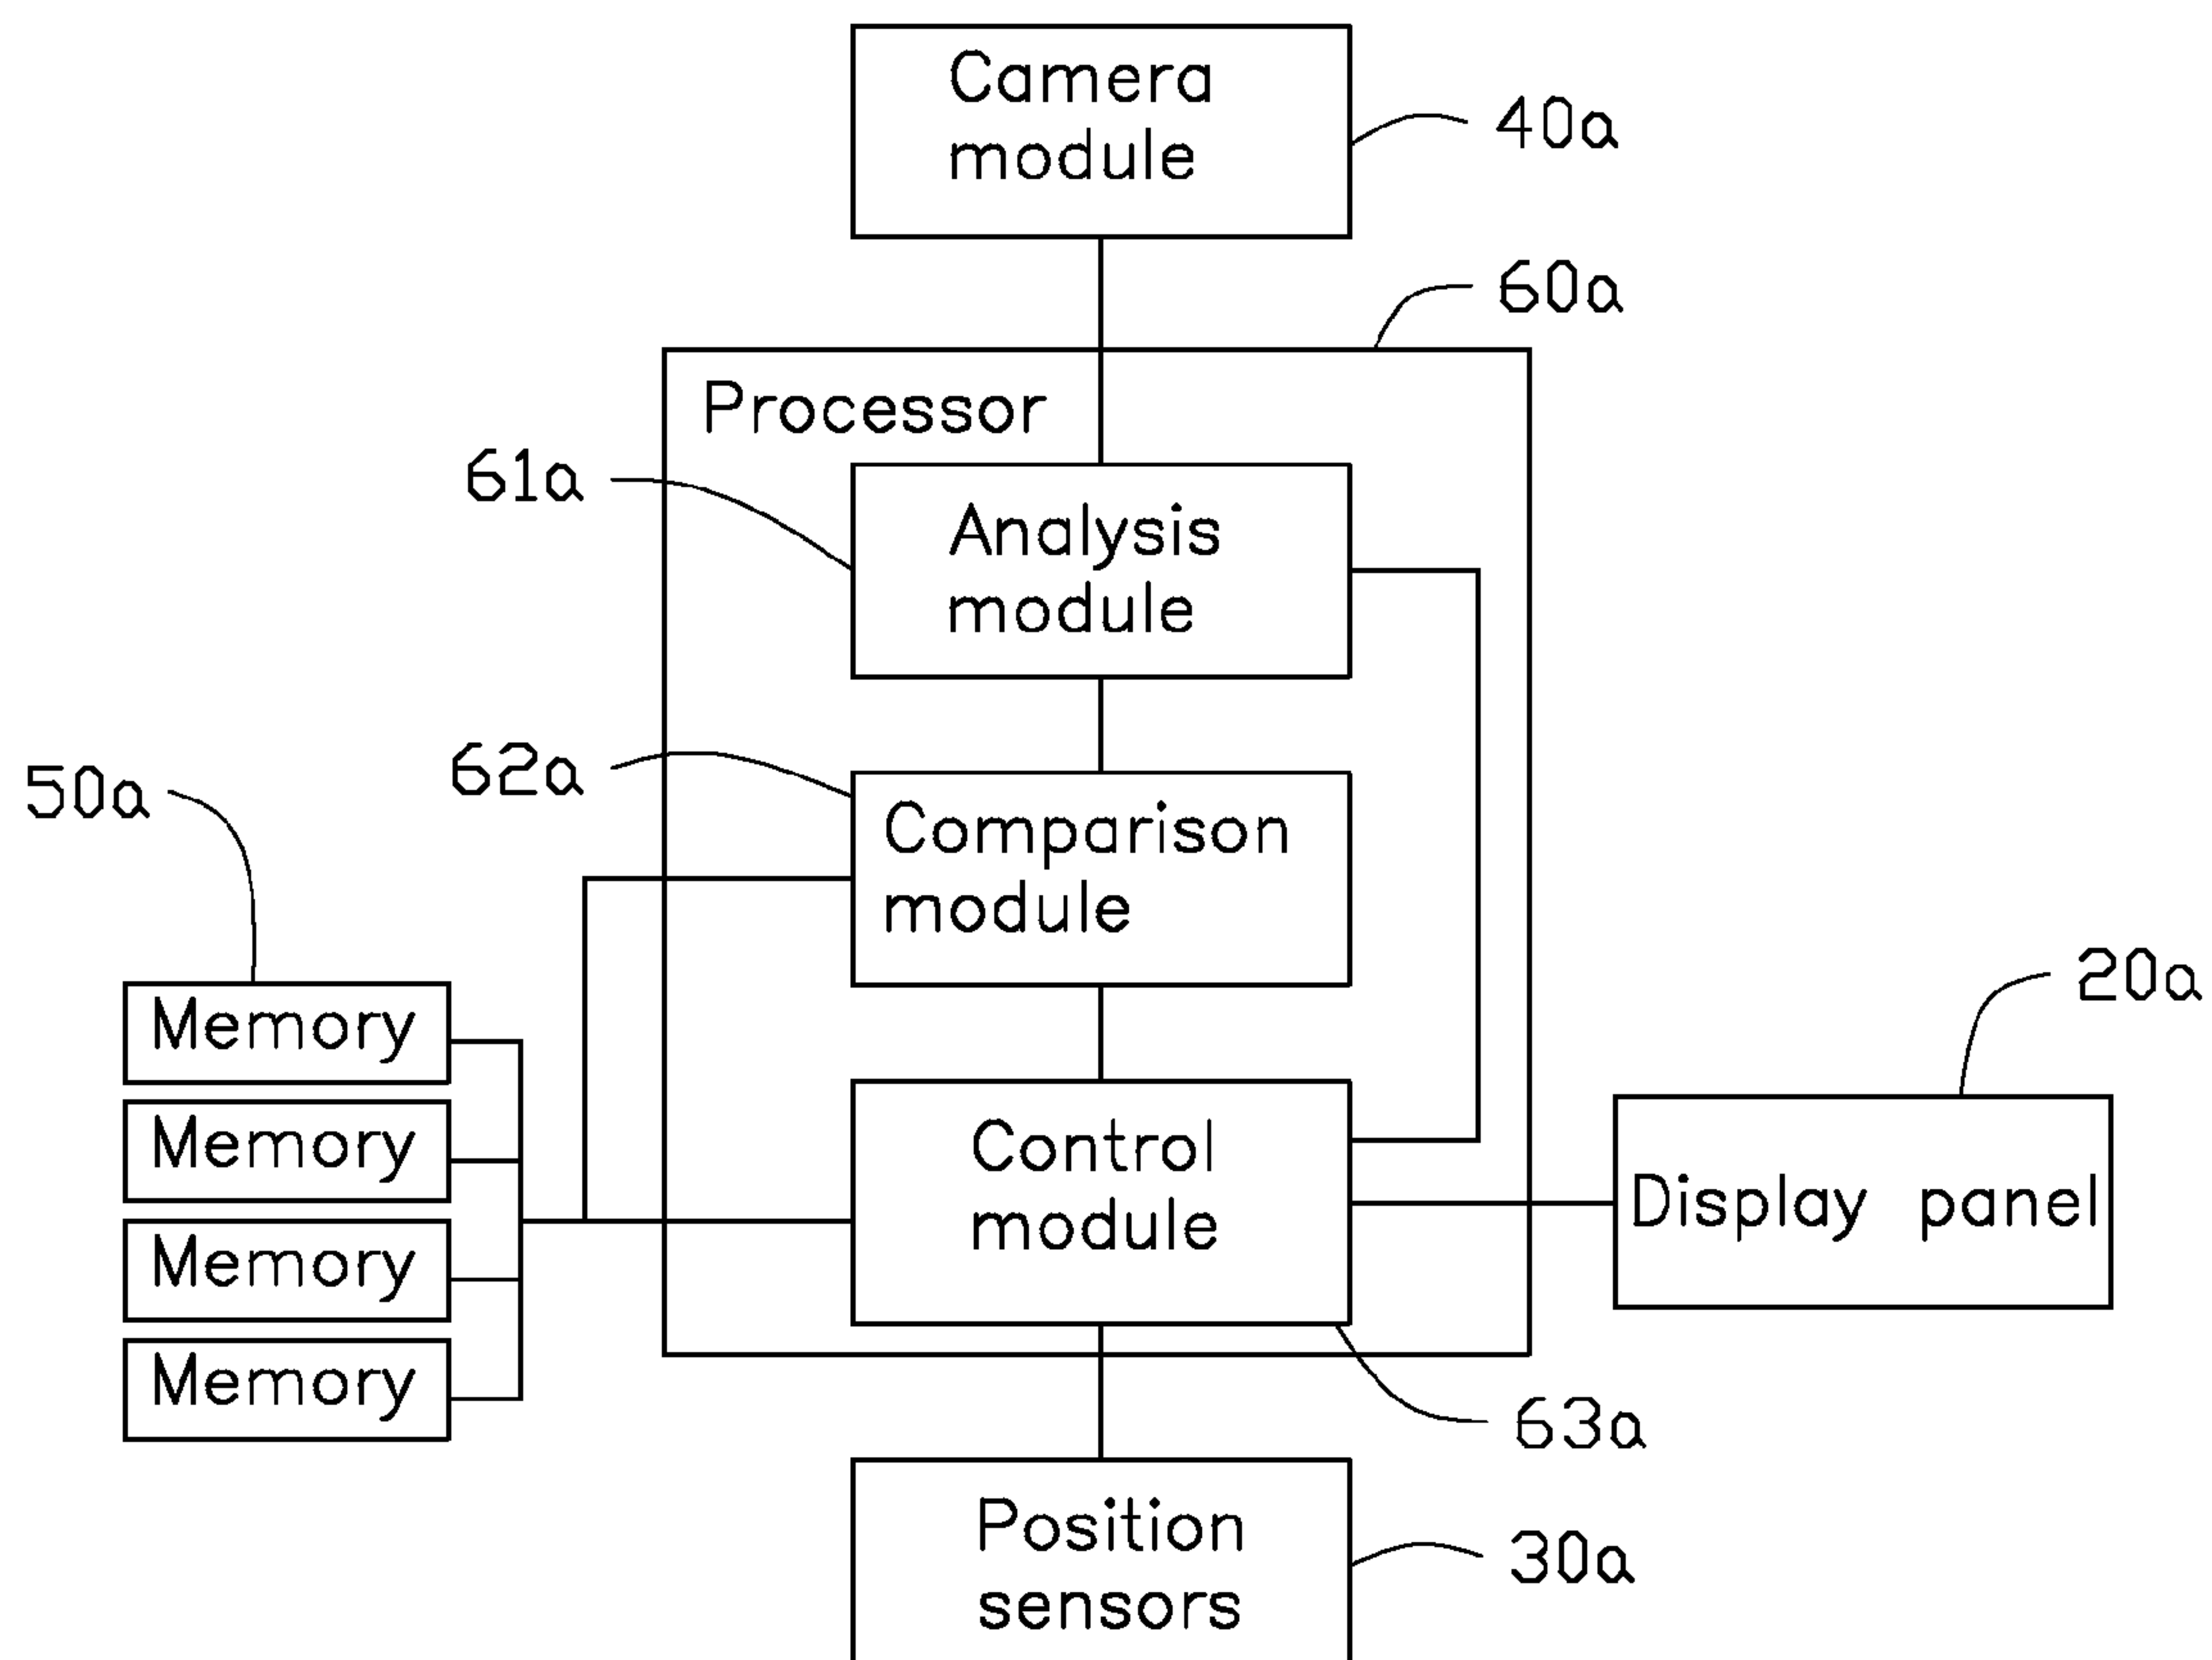 Camera
module
40a
60a
Processor
61a
Analysis
module
62a
50a
Comparison
module
20a
Memory
Memory
Memory
Memory
Control
module
Display panel
63a
Position
sensors
30a